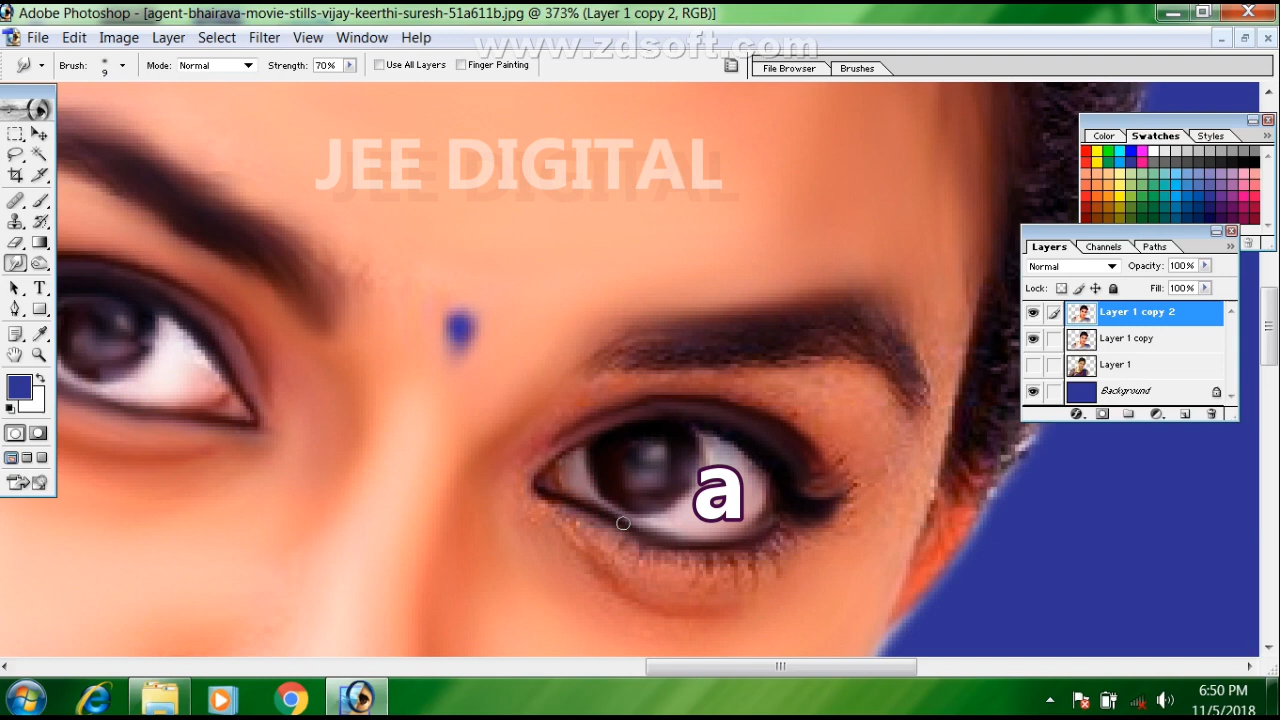 Adobe Photoshop - [agent-bhairava-movie-stills-vijay-keerthi-suresh-51a611b.jpg @ 373% (Layer 1 copy 2, RGB)]
File Edit Image Layer Select Filter View Window Help
www.zdsoft.com
Brush: 9 Mode: Normal Strength: 70% Use All Layers Finger Painting File Browser Brushes
JEE DIGITAL
Color Swatches Styles
Layers Channels Paths
Normal Opacity: 100%
Lock: Fill: 100%
Layer 1 copy 2
Layer 1 copy
Layer 1
Background
a
6:50 PM
11/5/2018